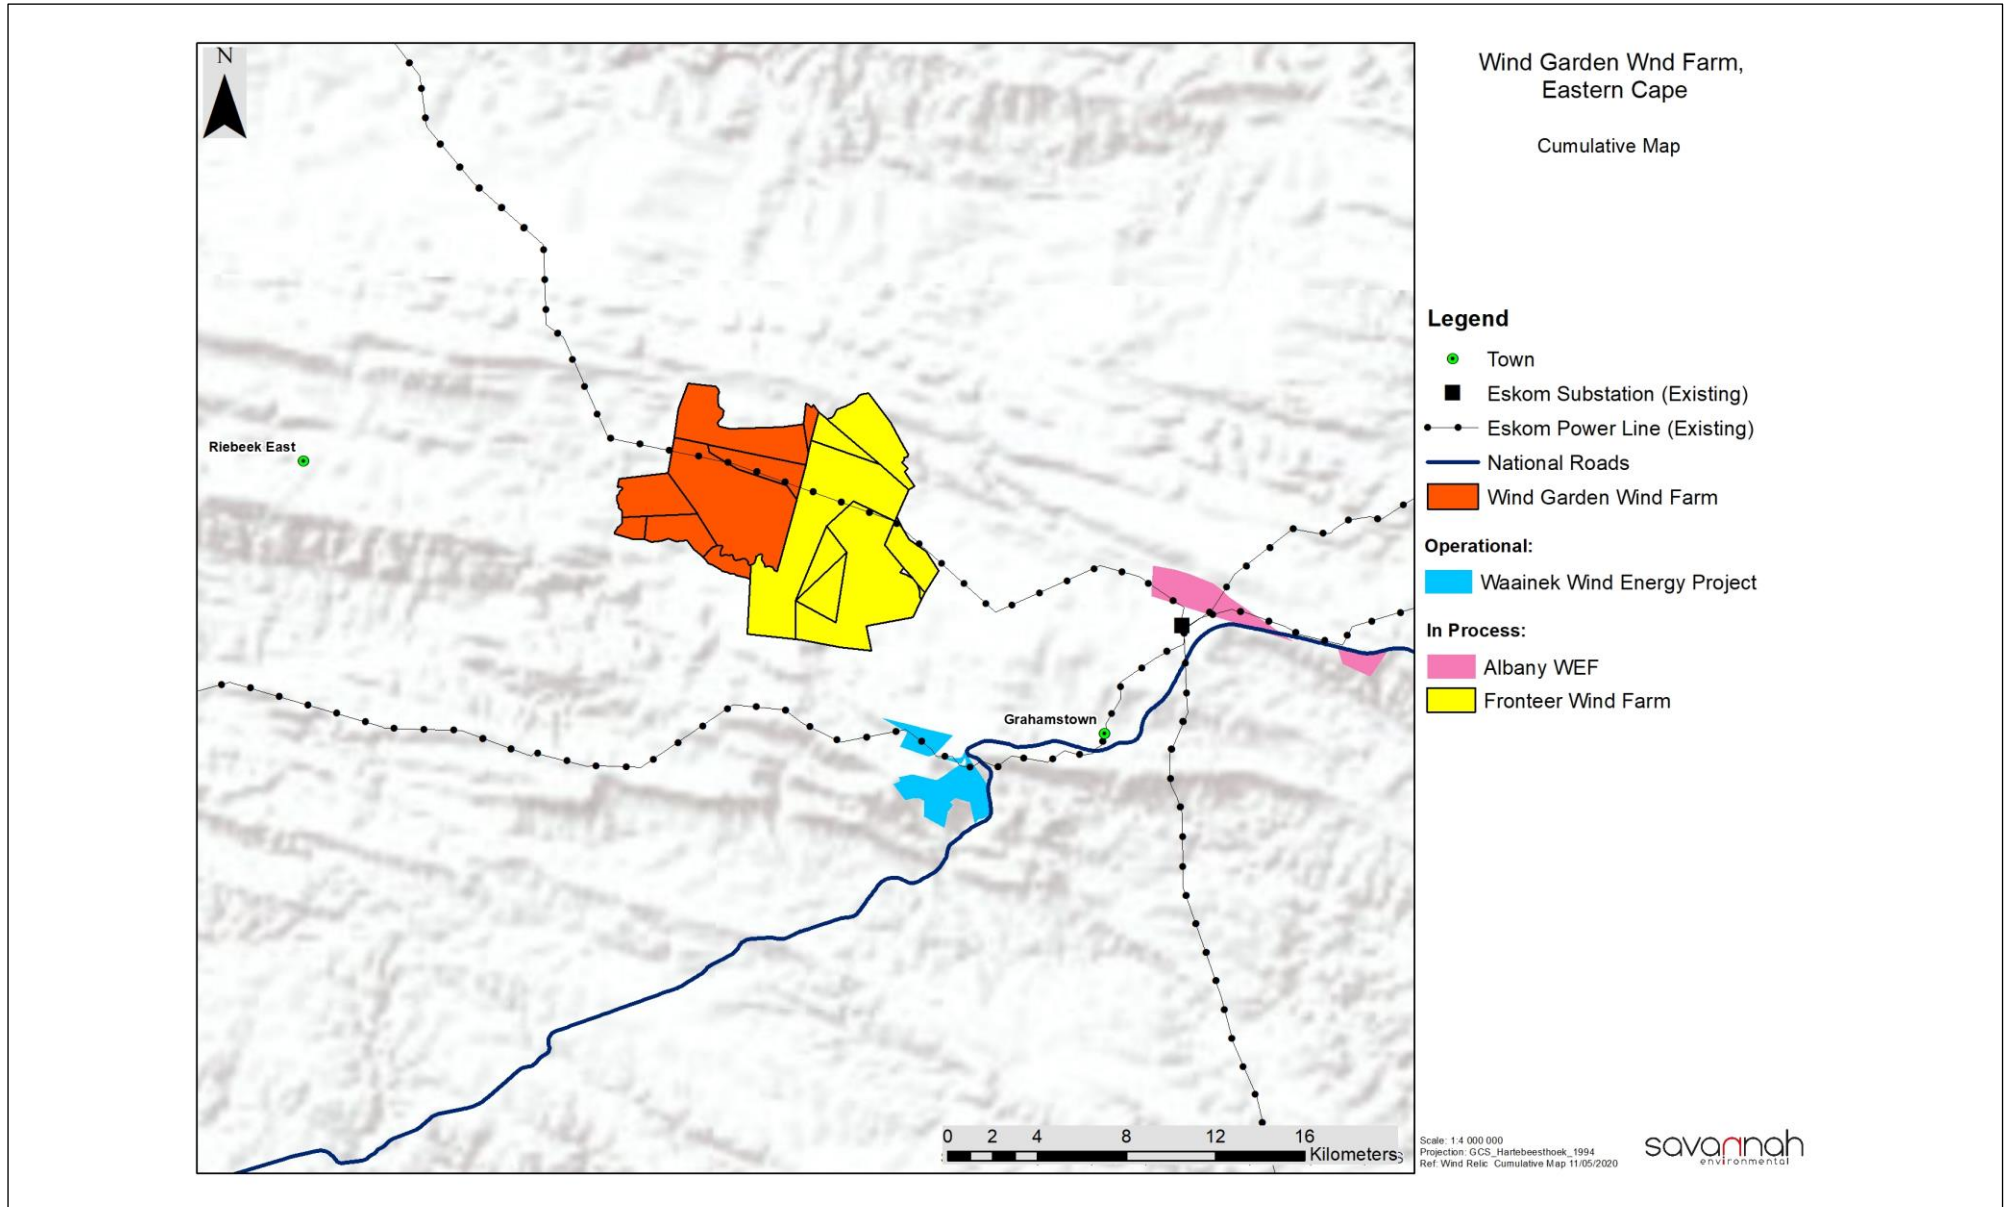 N
Riebeek East
Grahamstown
0 2 4 8 12 16
Kilometers
Wind Garden Wnd Farm,
Eastern Cape
Cumulative Map
Legend
Town
Eskom Substation (Existing)
Eskom Power Line (Existing)
National Roads
Wind Garden Wind Farm
Operational:
Waainek Wind Energy Project
In Process:
Albany WEF
Fronteer Wind Farm
Scale: 1:4 000 000
Projection: GCS_Hartebeesthoek_1994
Ref: Wind Relic Cumulative Map 11/05/2020
savannah
environmental